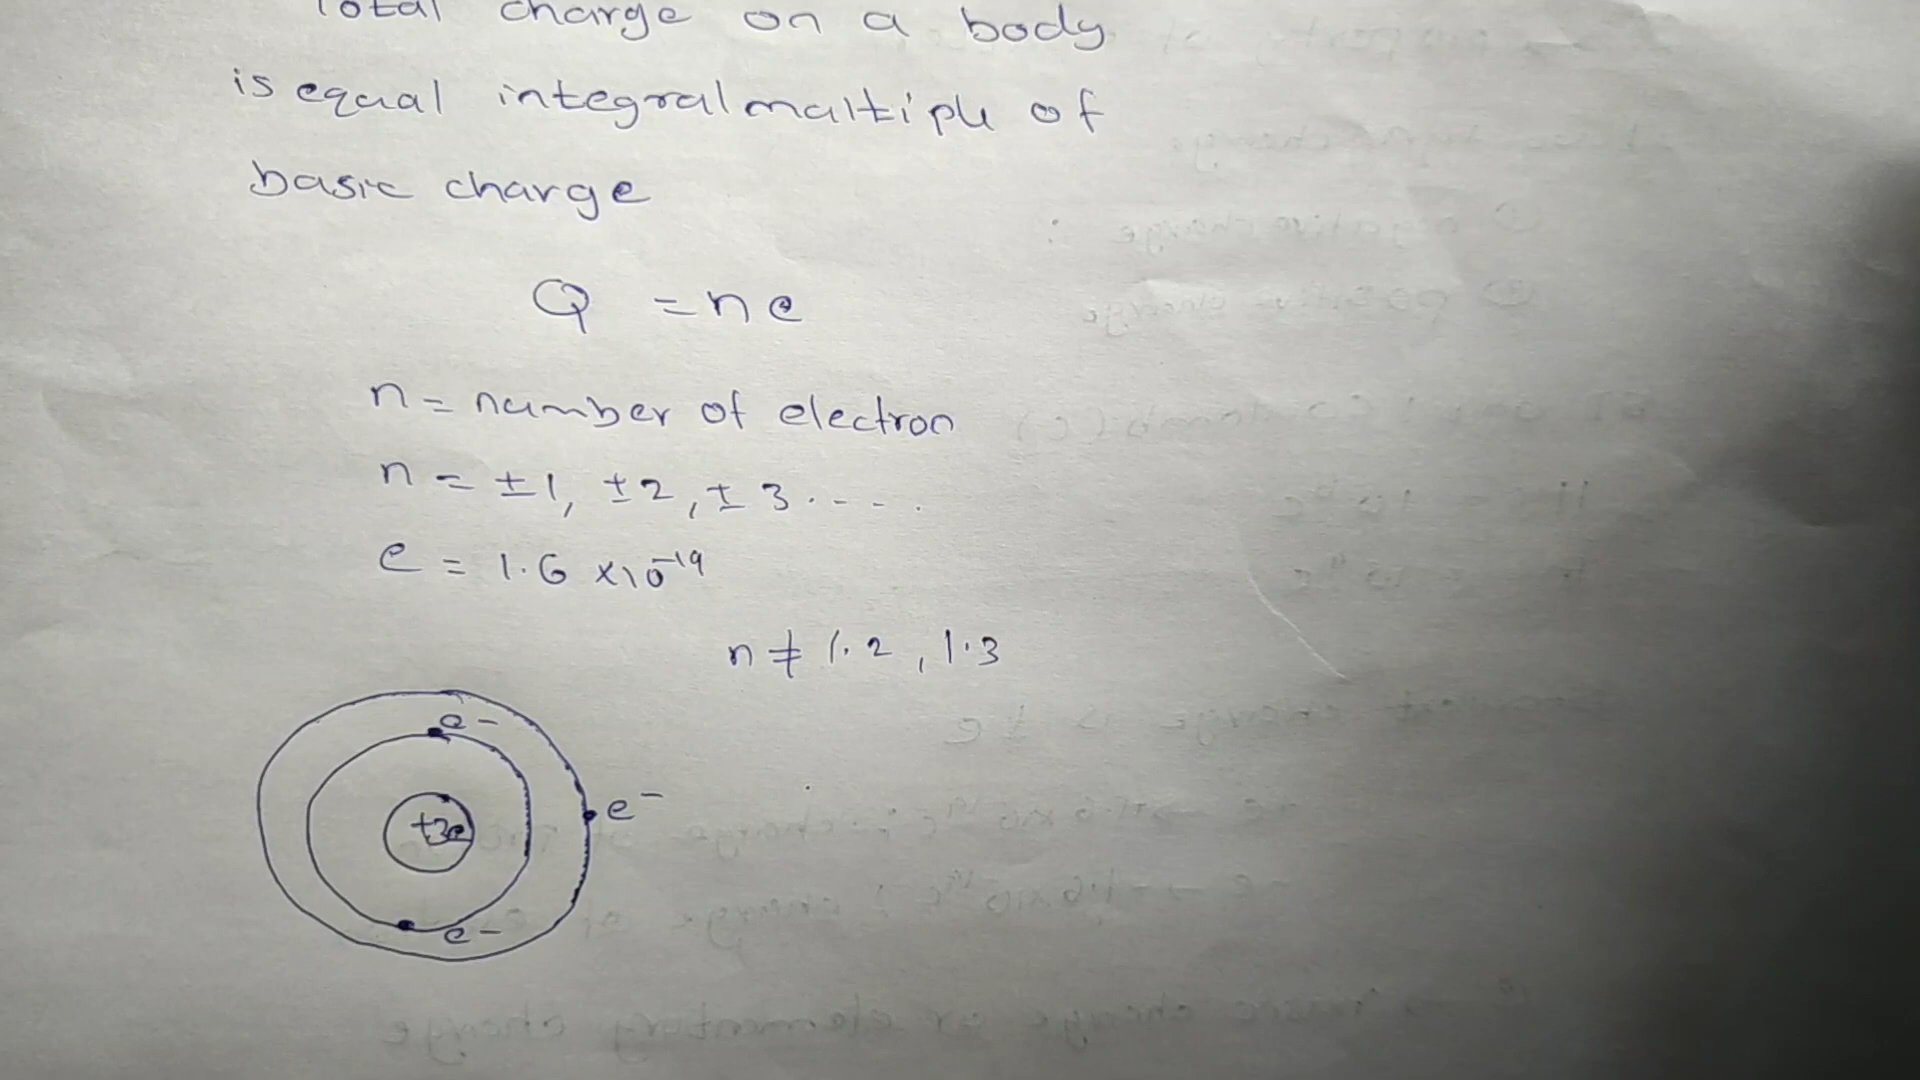 Total charge on a body
is equal integral multiple of
basic charge
Q = ne
n = number of electron
n = ±1, ±2, ±3 ·---.
e = 1.6 ×10⁻¹⁹
n ≠ 1.2, 1.3
e-
e-
+3e
e-